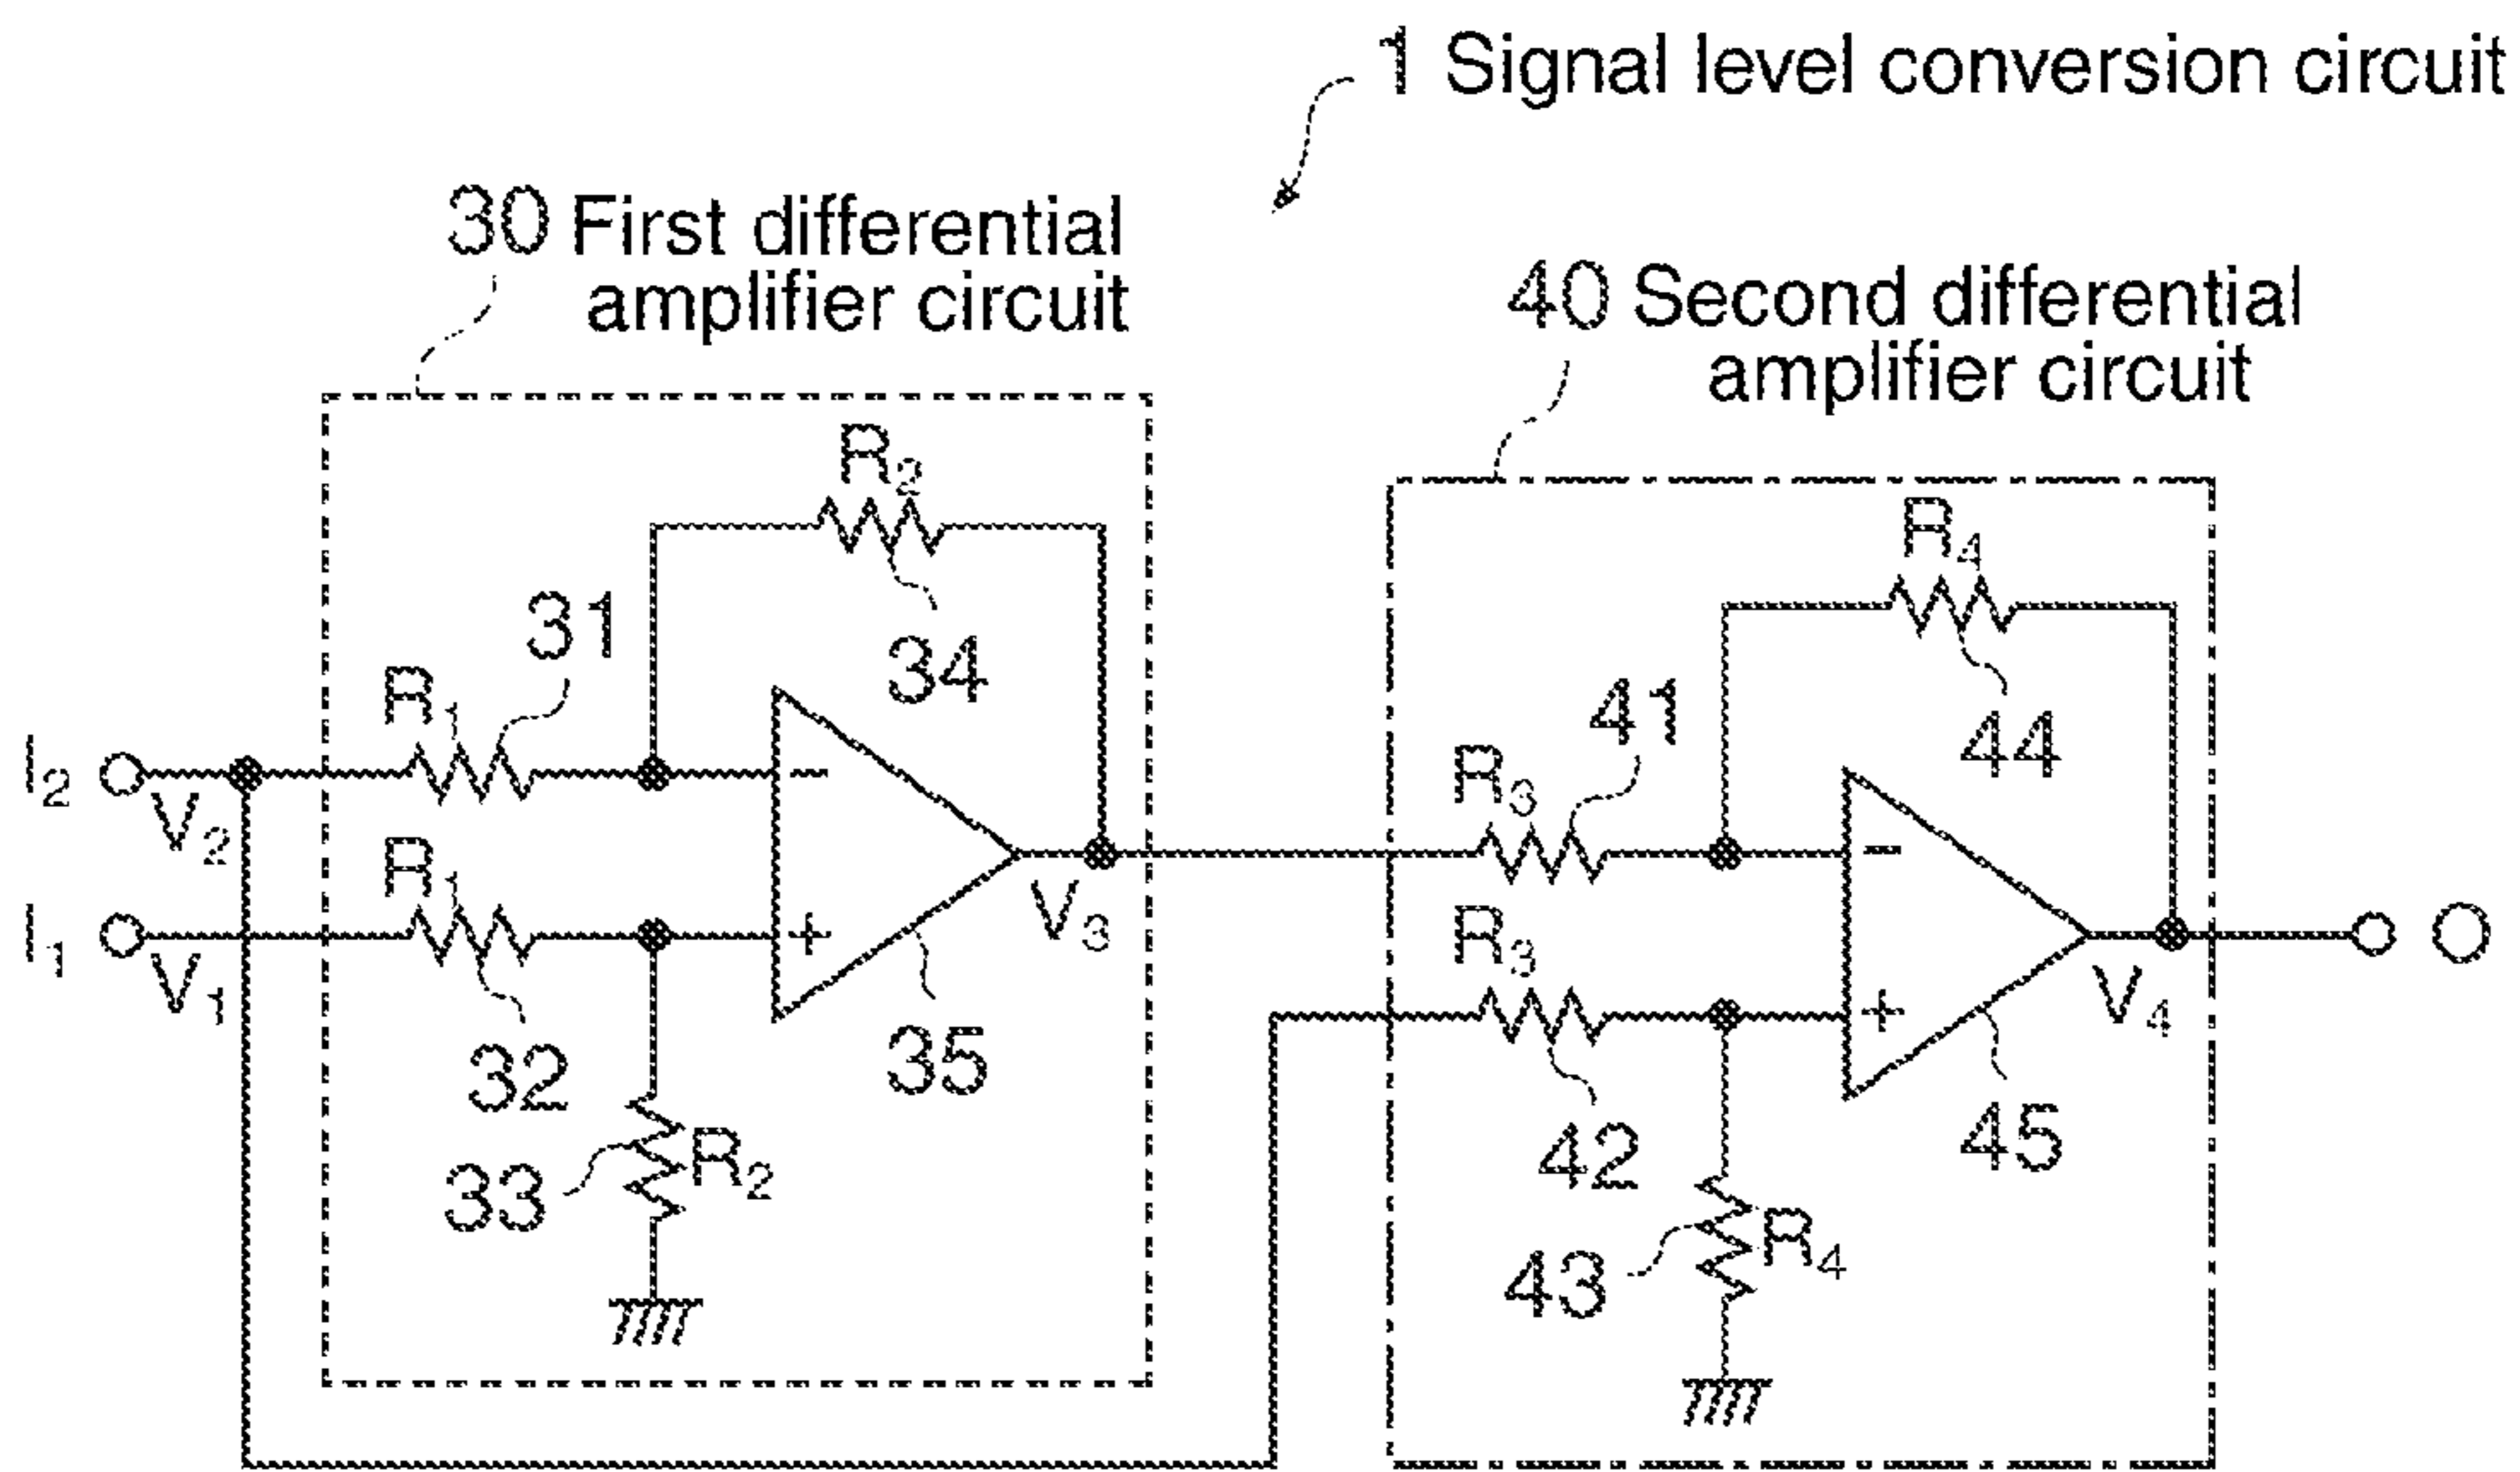 1 Signal level conversion circuit
30 First differential
amplifier circuit
40 Second differential
amplifier circuit
R2
R4
31
34
44
R1
41
R3
I2
V2
R1
I1
V1
V3
R3
V4
O
32
35
42
45
33
R2
43
R4
-
+
-
+